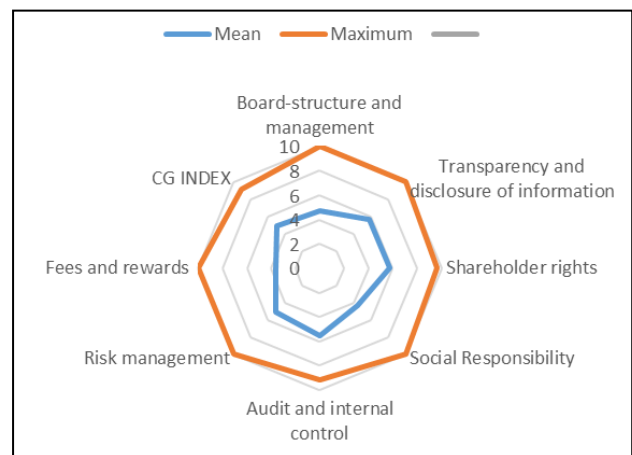 Mean Maximum
Board-structure and
management
10
8
6
4
2
0
Transparency and
disclosure of information
Shareholder rights
Social Responsibility
Audit and internal
control
Risk management
Fees and rewards
CG INDEX